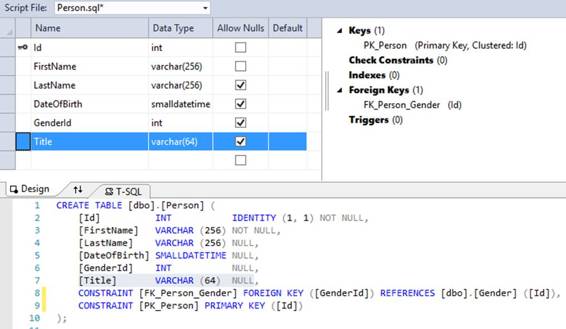 Script File: Person.sql*
Name Data Type Allow Nulls Default
Id int
FirstName varchar(256)
LastName varchar(256)
DateOfBirth smalldatetime
GenderId int
Title varchar(64)
Keys (1)
PK_Person (Primary Key, Clustered: Id)
Check Constraints (0)
Indexes (0)
Foreign Keys (1)
FK_Person_Gender (Id)
Triggers (0)
Design T-SQL
1 CREATE TABLE [dbo].[Person] (
2 [Id] INT IDENTITY (1, 1) NOT NULL,
3 [FirstName] VARCHAR (256) NOT NULL,
4 [LastName] VARCHAR (256) NULL,
5 [DateOfBirth] SMALLDATETIME NULL,
6 [GenderId] INT NULL,
7 [Title] VARCHAR (64) NULL,
8 CONSTRAINT [FK_Person_Gender] FOREIGN KEY ([GenderId]) REFERENCES [dbo].[Gender] ([Id]),
9 CONSTRAINT [PK_Person] PRIMARY KEY ([Id])
10 );